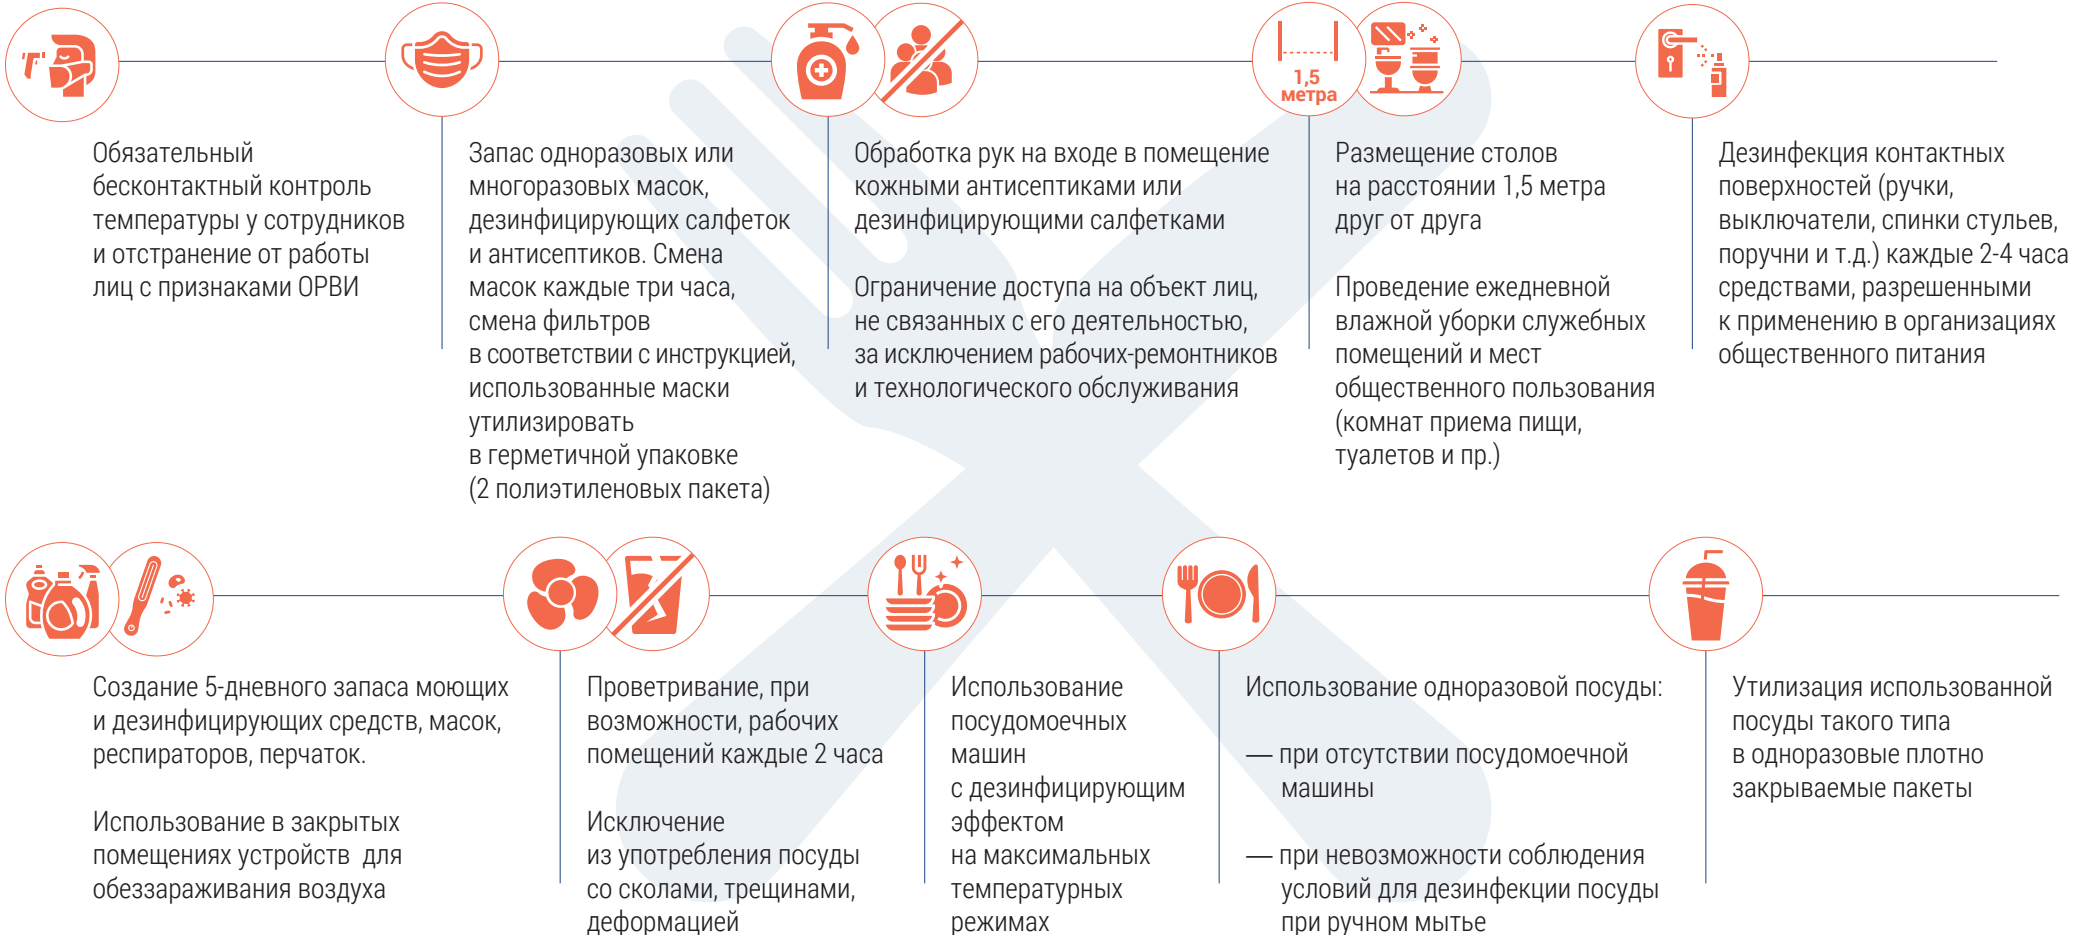 Обязательный
бесконтактный контроль
температуры у сотрудников
и отстранение от работы
лиц с признаками ОРВИ
Запас одноразовых или
многоразовых масок,
дезинфицирующих салфеток
и антисептиков. Смена
масок каждые три часа,
смена фильтров
в соответствии с инструкцией,
использованные маски
утилизировать
в герметичной упаковке
(2 полиэтиленовых пакета)
Обработка рук на входе в помещение
кожными антисептиками или
дезинфицирующими салфетками
Ограничение доступа на объект лиц,
не связанных с его деятельностью,
за исключением рабочих-ремонтников
и технологического обслуживания
1,5
метра
Размещение столов
на расстоянии 1,5 метра
друг от друга
Проведение ежедневной
влажной уборки служебных
помещений и мест
общественного пользования
(комнат приема пищи,
туалетов и пр.)
Дезинфекция контактных
поверхностей (ручки,
выключатели, спинки стульев,
поручни и т.д.) каждые 2-4 часа
средствами, разрешенными
к применению в организациях
общественного питания
Создание 5-дневного запаса моющих
и дезинфицирующих средств, масок,
респираторов, перчаток.
Использование в закрытых
помещениях устройств для
обеззараживания воздуха
Проветривание, при
возможности, рабочих
помещений каждые 2 часа
Исключение
из употребления посуды
со сколами, трещинами,
деформацией
Использование
посудомоечных
машин
с дезинфицирующим
эффектом
на максимальных
температурных
режимах
Использование одноразовой посуды:
— при отсутствии посудомоечной
машины
— при невозможности соблюдения
условий для дезинфекции посуды
при ручном мытье
Утилизация использованной
посуды такого типа
в одноразовые плотно
закрываемые пакеты